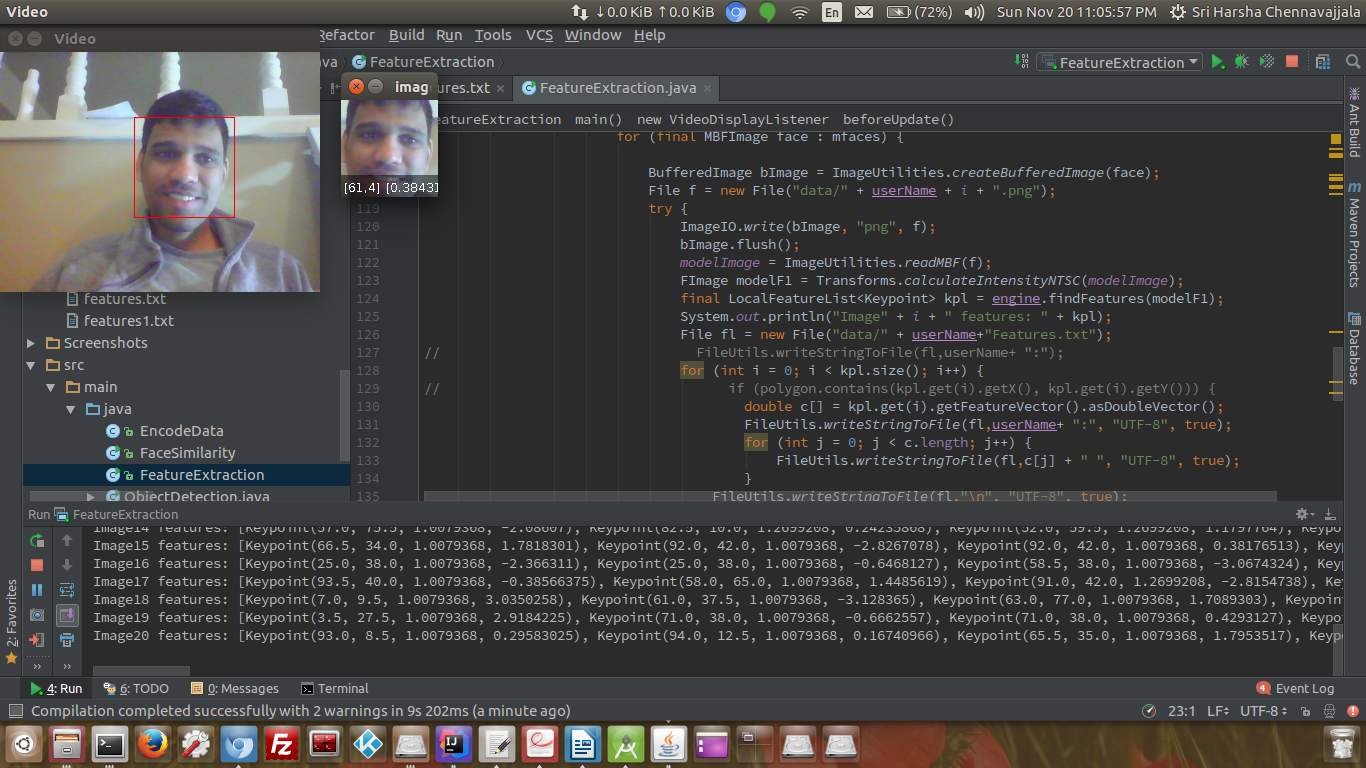 Video
↓0.0 KiB ↑0.0 KiB
En
(72%)
Sun Nov 20 11:05:57 PM
Sri Harsha Chennavajjala
Video
Refactor Build Run Tools VCS Window Help
va FeatureExtraction
FeatureExtraction
imag
ures.txt
FeatureExtraction.java
[61,4] [0.3843]
eatureExtraction main() new VideoDisplayListener beforeUpdate()
for (final MBFImage face : mfaces) {
BufferedImage bImage = ImageUtilities.createBufferedImage(face);
File f = new File("data/" + userName + i + ".png");
119 try {
120 ImageIO.write(bImage, "png", f);
121 bImage.flush();
122 modelImage = ImageUtilities.readMBF(f);
123 FImage modelF1 = Transforms.calculateIntensityNTSC(modelImage);
124 final LocalFeatureList<Keypoint> kpl = engine.findFeatures(modelF1);
125 System.out.println("Image" + i + " features: " + kpl);
126 File fl = new File("data/" + userName+"Features.txt");
127 // FileUtils.writeStringToFile(fl,userName+ ":");
128 for (int i = 0; i < kpl.size(); i++) {
129 // if (polygon.contains(kpl.get(i).getX(), kpl.get(i).getY())) {
130 double c[] = kpl.get(i).getFeatureVector().asDoubleVector();
131 FileUtils.writeStringToFile(fl,userName+ ":", "UTF-8", true);
132 for (int j = 0; j < c.length; j++) {
133 FileUtils.writeStringToFile(fl,c[j] + " ", "UTF-8", true);
134 }
135 FileUtils.writeStringToFile(fl,"\n", "UTF-8", true);
features.txt
features1.txt
Screenshots
src
main
java
EncodeData
FaceSimilarity
FeatureExtraction
ObjectDetection.java
Ant Build
Maven Projects
Database
Run FeatureExtraction
Image14 features: [Keypoint(57.0, 75.5, 1.0079368, -2.08607), Keypoint(82.5, 10.0, 1.2699208, 0.24235868), Keypoint(52.0, 59.5, 1.2699208, 1.1797764), Keyp
Image15 features: [Keypoint(66.5, 34.0, 1.0079368, 1.7818301), Keypoint(92.0, 42.0, 1.0079368, -2.8267078), Keypoint(92.0, 42.0, 1.0079368, 0.38176513), Key
Image16 features: [Keypoint(25.0, 38.0, 1.0079368, -2.366311), Keypoint(25.0, 38.0, 1.0079368, -0.6468127), Keypoint(58.5, 38.0, 1.0079368, -3.0674324), Key
Image17 features: [Keypoint(93.5, 40.0, 1.0079368, -0.38566375), Keypoint(58.0, 65.0, 1.0079368, 1.4485619), Keypoint(91.0, 42.0, 1.2699208, -2.8154738), Ke
Image18 features: [Keypoint(7.0, 9.5, 1.0079368, 3.0350258), Keypoint(61.0, 37.5, 1.0079368, -3.128365), Keypoint(63.0, 77.0, 1.0079368, 1.7089303), Keypoin
Image19 features: [Keypoint(3.5, 27.5, 1.0079368, 2.9184225), Keypoint(71.0, 38.0, 1.0079368, -0.6662557), Keypoint(71.0, 38.0, 1.0079368, 0.4293127), Keypo
Image20 features: [Keypoint(93.0, 8.5, 1.0079368, 0.29583025), Keypoint(94.0, 12.5, 1.0079368, 0.16740966), Keypoint(65.5, 35.0, 1.0079368, 1.7953517), Keyp
2: Favorites
4: Run 6: TODO 0: Messages Terminal
4 Event Log
Compilation completed successfully with 2 warnings in 9s 202ms (a minute ago)
23:1 LF UTF-8